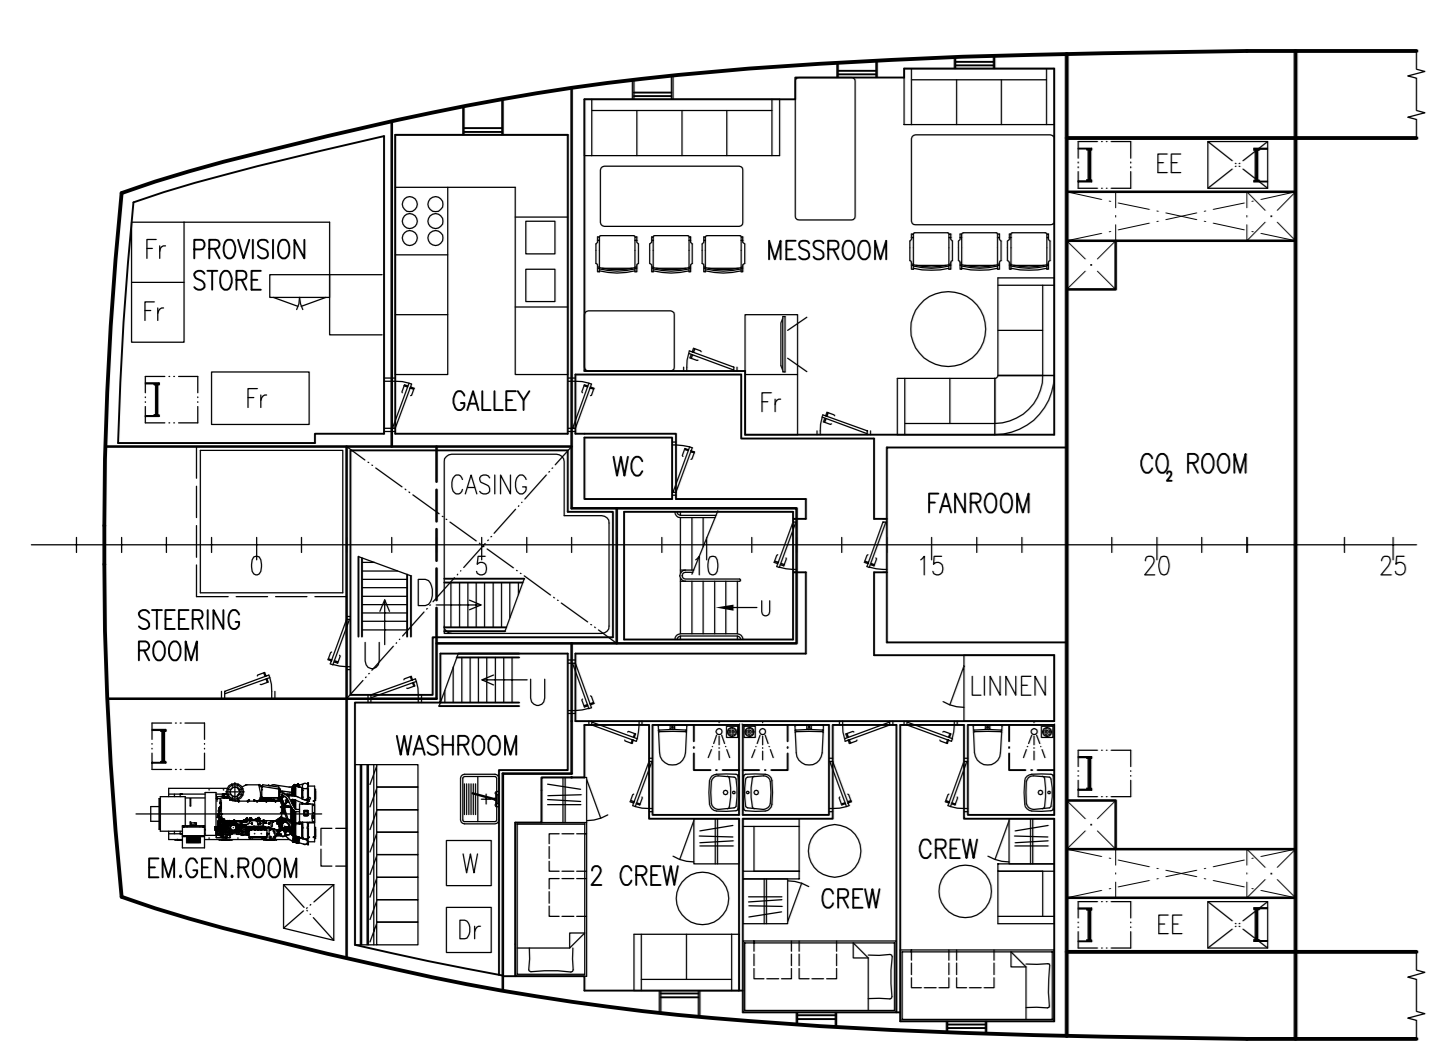 EE
Fr
PROVISION
STORE
MESSROOM
Fr
Fr
GALLEY
Fr
WC
CO2 ROOM
CASING
FANROOM
0
5
10
15
20
25
D
U
STEERING
ROOM
U
U
LINNEN
WASHROOM
EM.GEN.ROOM
W
2 CREW
CREW
CREW
Dr
EE